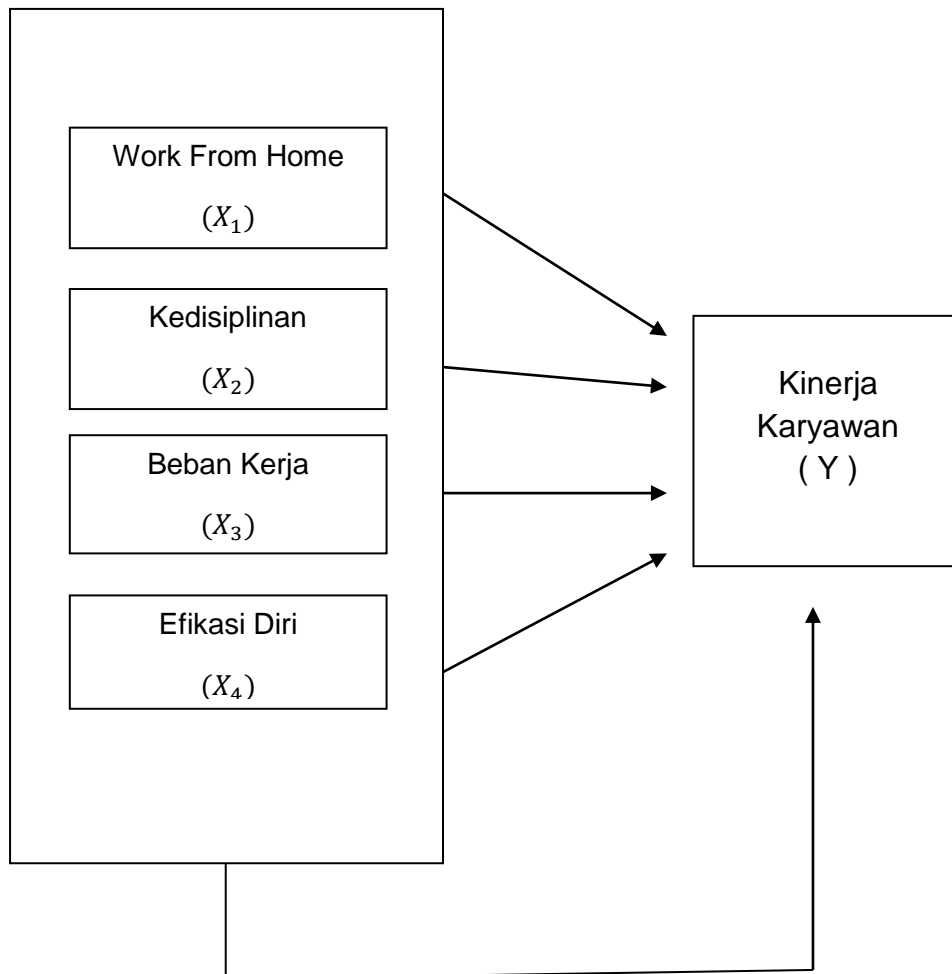 Work From Home
(𝑋₁)
Kedisiplinan
(𝑋₂)
Beban Kerja
(𝑋₃)
Efikasi Diri
(𝑋₄)
Kinerja
Karyawan
( Y )